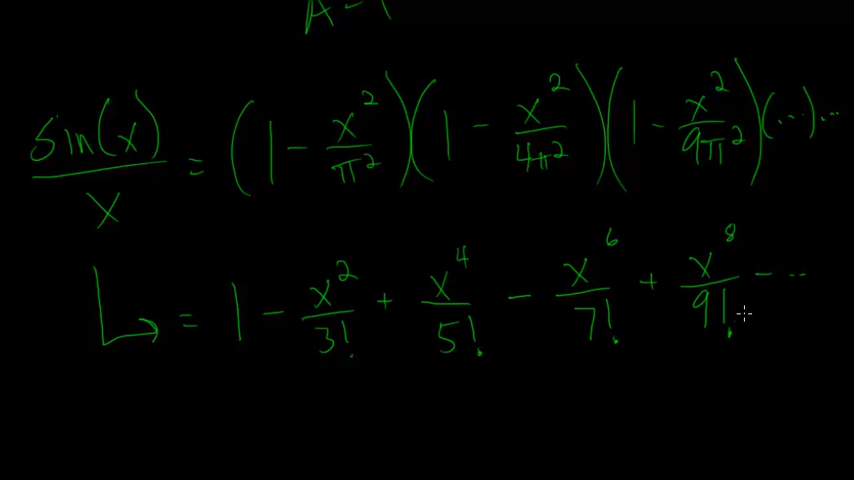 A = 1
sin(x)/x = (1 - x²/π²)(1 - x²/4π²)(1 - x²/9π²)(...)...
= 1 - x²/3! + x⁴/5! - x⁶/7! + x⁸/9! - ...